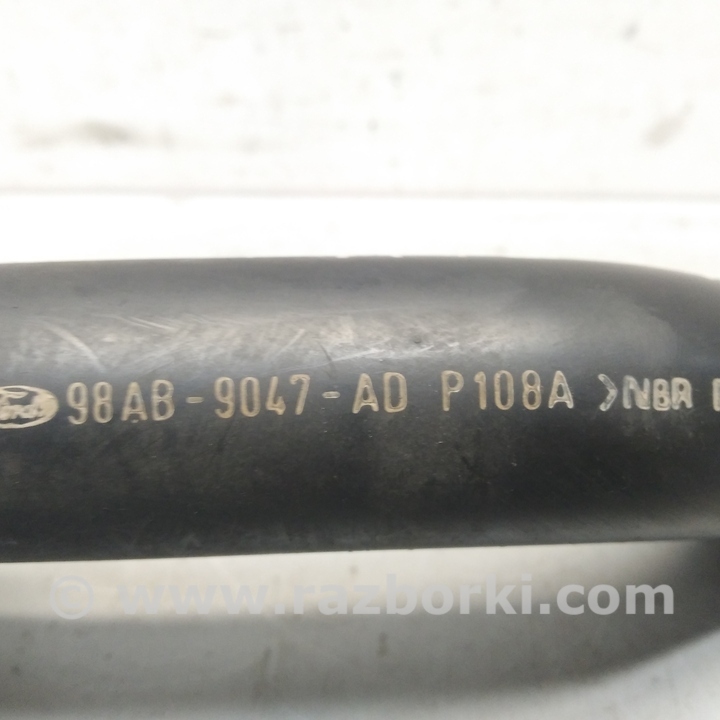 Ford 98AB-9047-AD P108A >NBR
© www.razborki.com